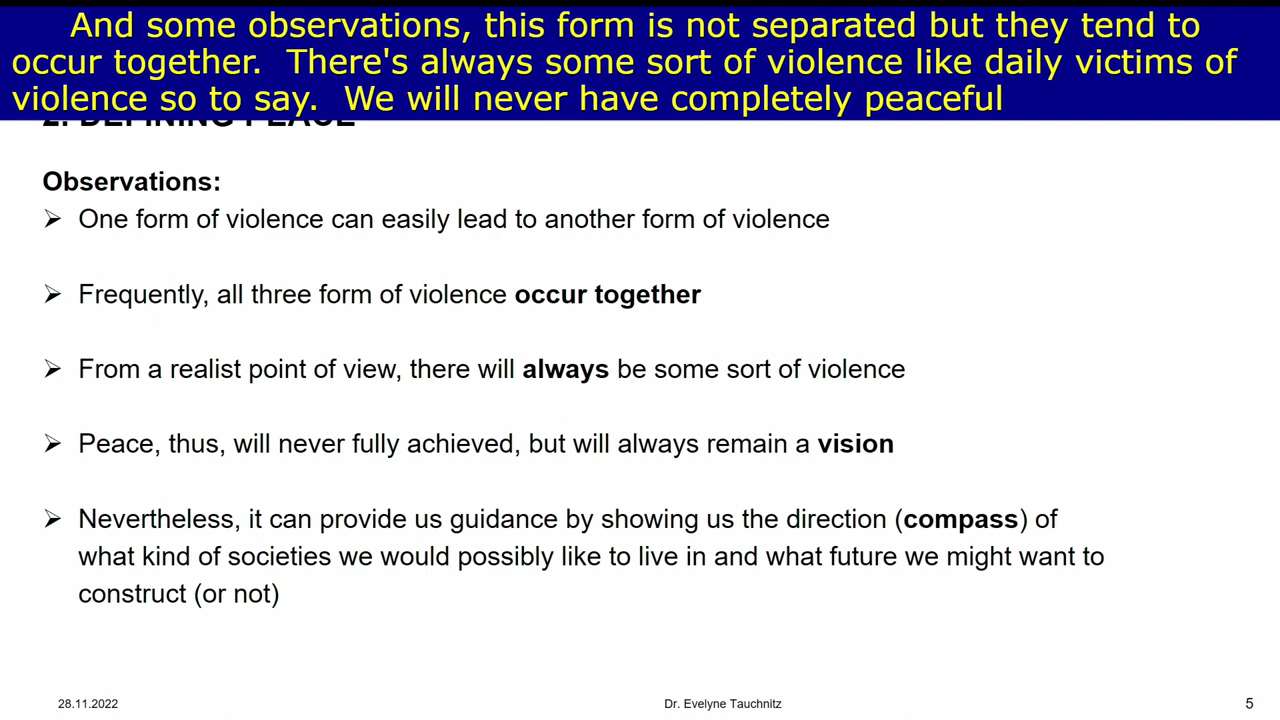 And some observations, this form is not separated but they tend to
occur together. There's always some sort of violence like daily victims of
violence so to say. We will never have completely peaceful
2. DEFINING PEACE
Observations:
➢ One form of violence can easily lead to another form of violence
➢ Frequently, all three form of violence occur together
➢ From a realist point of view, there will always be some sort of violence
➢ Peace, thus, will never fully achieved, but will always remain a vision
➢ Nevertheless, it can provide us guidance by showing us the direction (compass) of
what kind of societies we would possibly like to live in and what future we might want to
construct (or not)
28.11.2022
Dr. Evelyne Tauchnitz
5